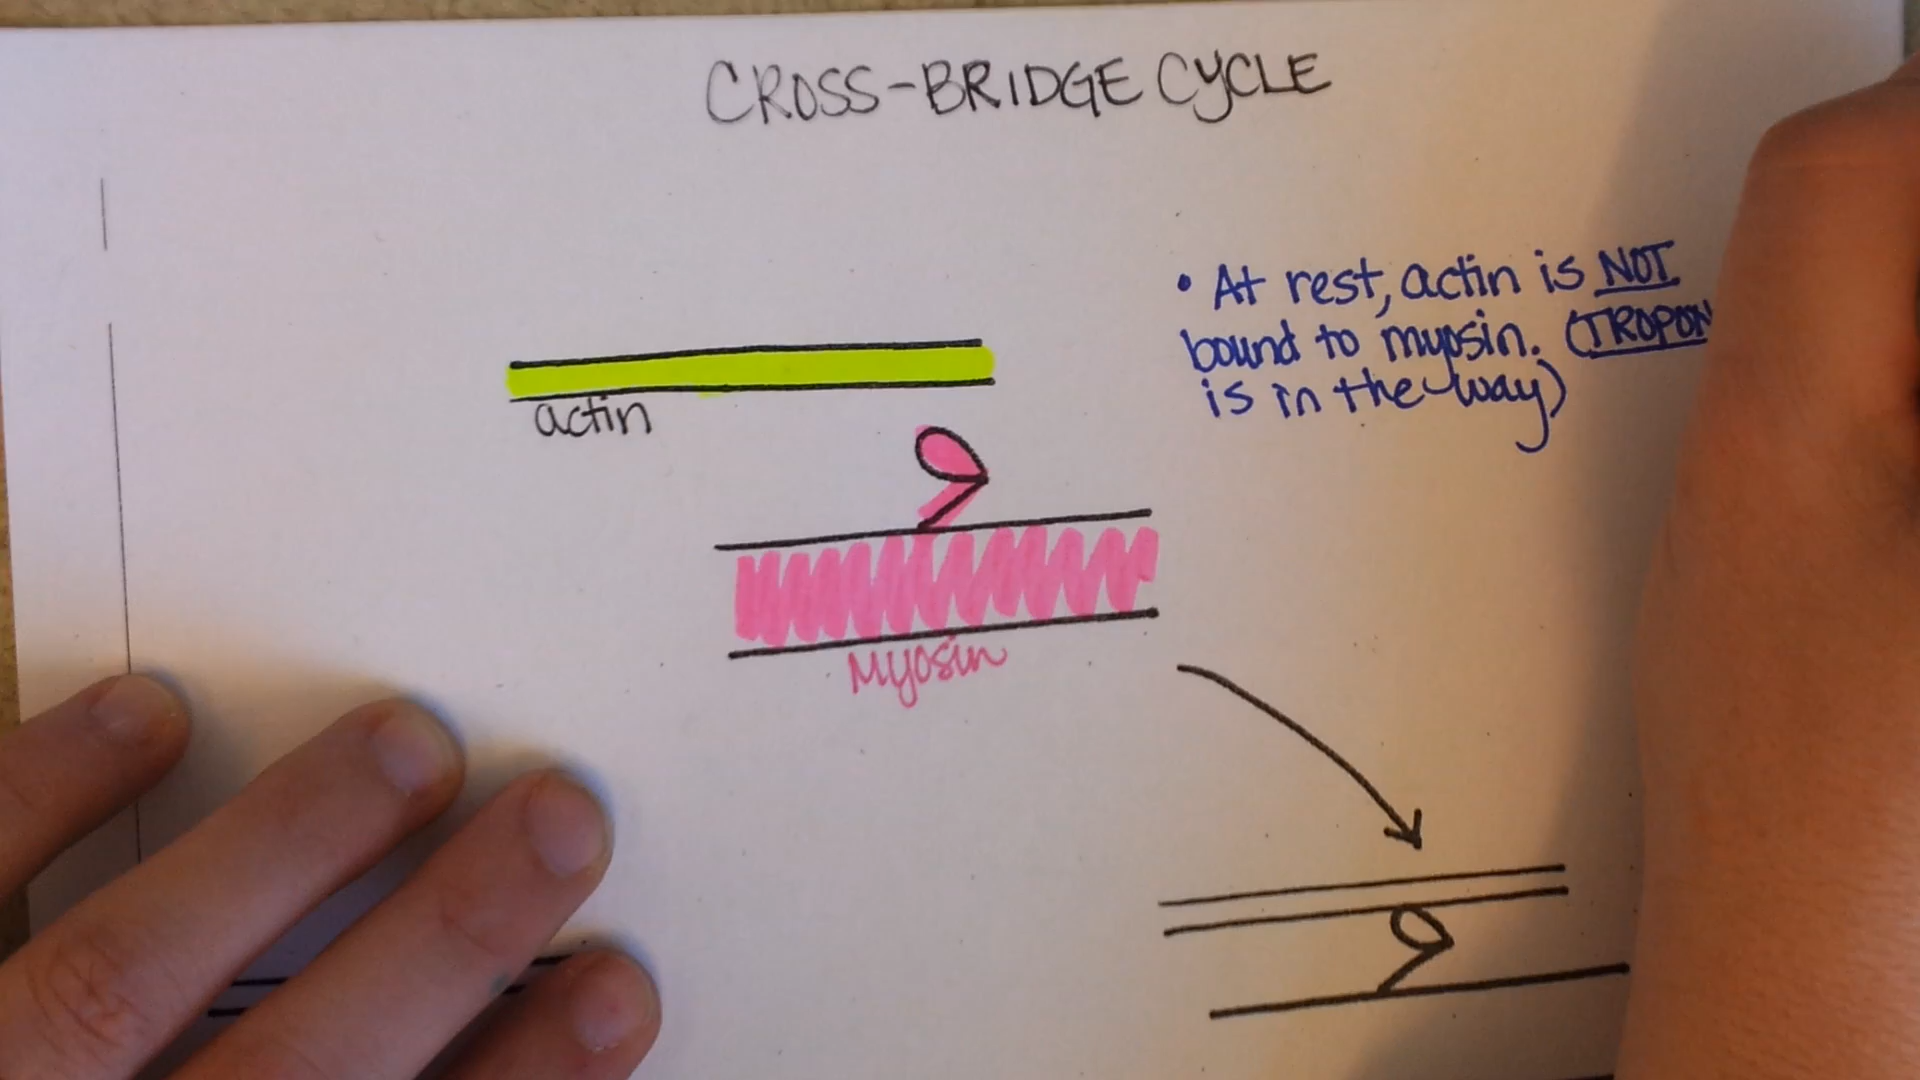 CROSS-BRIDGE CYCLE
• At rest, actin is NOT
bound to myosin. (TROPON
is in the way)
actin
Myosin